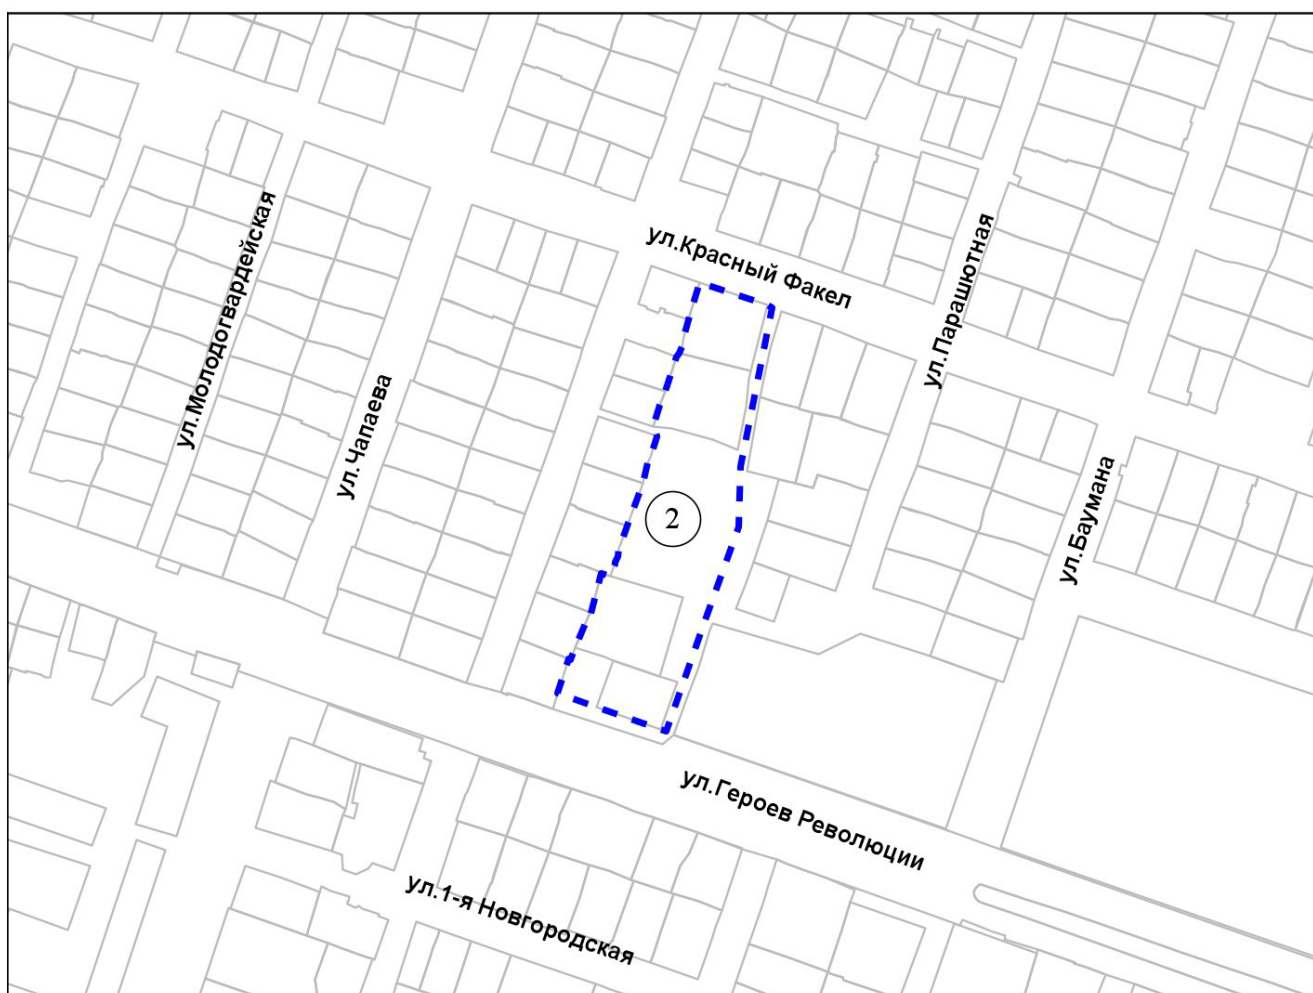 ул.Красный Факел
ул.Молодогвардейская
ул.Парашютная
ул.Чапаева
ул.Баумана
2
ул.Героев Революции
ул.1-я Новгородская